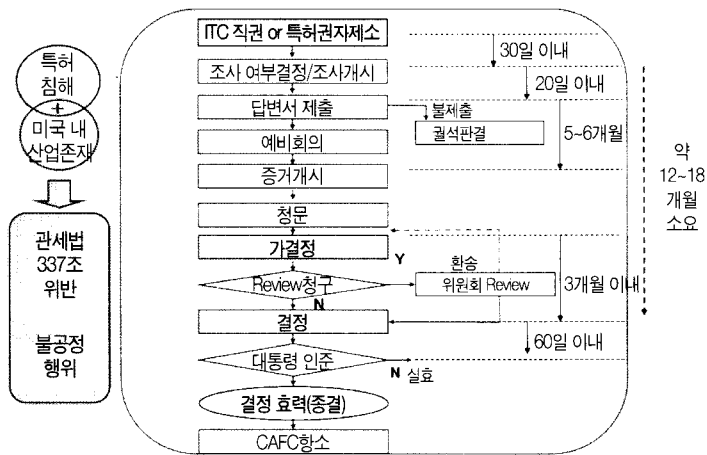 특허
침해
+
미국 내
산업존재
관세법
337조
위반
불공정
행위
ITC 직권 or 특허권자제소
30일 이내
조사 여부결정/조사개시
20일 이내
답변서 제출
불제출
궐석판결
5~6개월
예비회의
증거개시
청문
가결정
Y
환송
Review청구
위원회 Review
3개월 이내
N
결정
60일 이내
대통령 인준
N 실효
결정 효력(종결)
CAFC항소
약
12~18
개월
소요